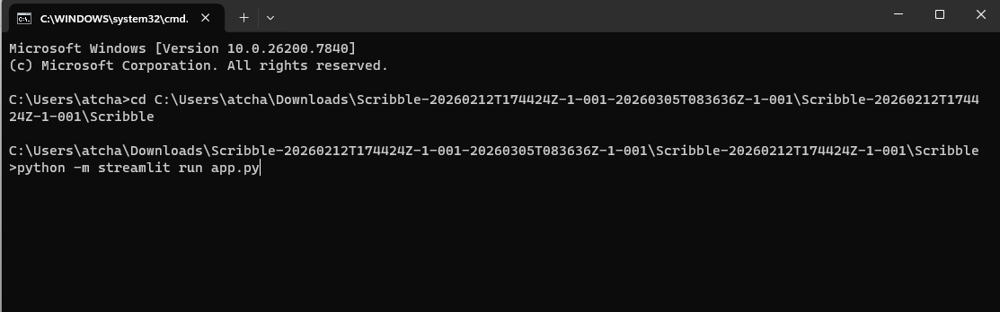 C:\WINDOWS\system32\cmd.
Microsoft Windows [Version 10.0.26200.7840]
(c) Microsoft Corporation. All rights reserved.
C:\Users\atcha>cd C:\Users\atcha\Downloads\Scribble-20260212T174424Z-1-001-20260305T083636Z-1-001\Scribble-20260212T1744
24Z-1-001\Scribble
C:\Users\atcha\Downloads\Scribble-20260212T174424Z-1-001-20260305T083636Z-1-001\Scribble-20260212T174424Z-1-001\Scribble
>python -m streamlit run app.py